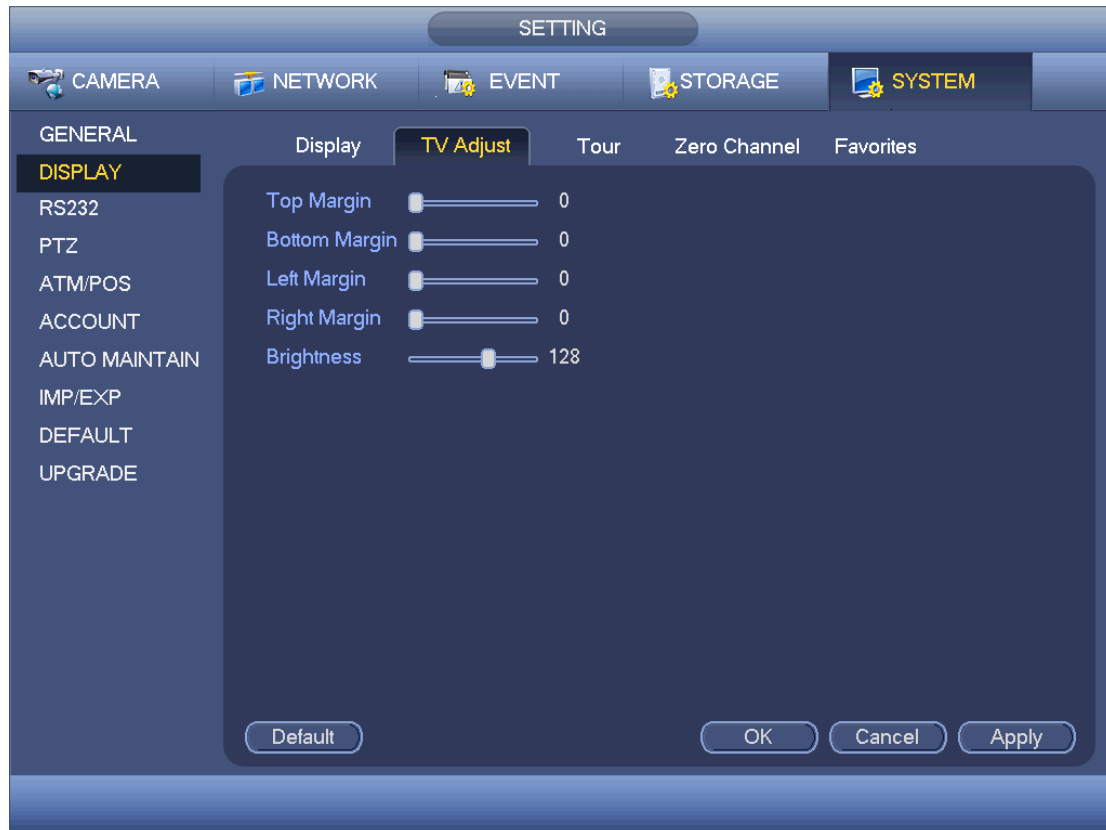 SETTING
CAMERA NETWORK EVENT STORAGE SYSTEM
GENERAL
DISPLAY
RS232
PTZ
ATM/POS
ACCOUNT
AUTO MAINTAIN
IMP/EXP
DEFAULT
UPGRADE
Display TV Adjust Tour Zero Channel Favorites
Top Margin 0
Bottom Margin 0
Left Margin 0
Right Margin 0
Brightness 128
Default OK Cancel Apply